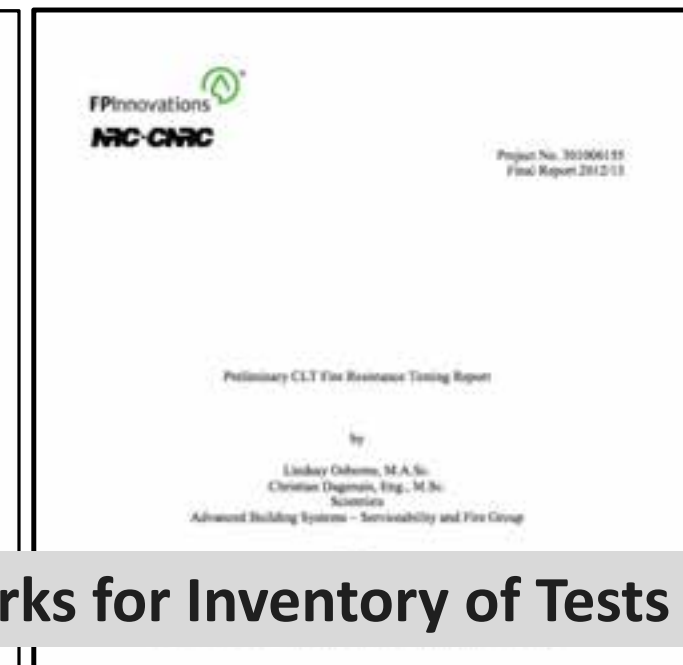 FPInnovations
NRC·CNRC
Project No. 301006155
Final Report 2012/13
Preliminary CLT Fire Resistance Testing Report
by
Lindsay Osborne, M.A.Sc.
Christian Dagenais, Eng., M.Sc.
Scientists
Advanced Building Systems – Serviceability and Fire Group
rks for Inventory of Tests